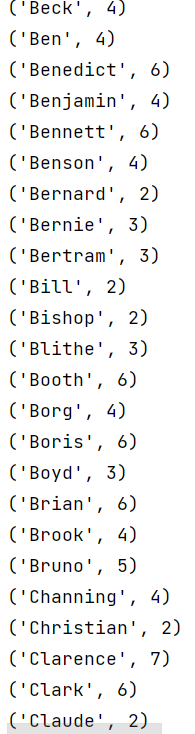 ('Beck', 4)
('Ben', 4)
('Benedict', 6)
('Benjamin', 4)
('Bennett', 6)
('Benson', 4)
('Bernard', 2)
('Bernie', 3)
('Bertram', 3)
('Bill', 2)
('Bishop', 2)
('Blithe', 3)
('Booth', 6)
('Borg', 4)
('Boris', 6)
('Boyd', 3)
('Brian', 6)
('Brook', 4)
('Bruno', 5)
('Channing', 4)
('Christian', 2)
('Clarence', 7)
('Clark', 6)
('Claude', 2)